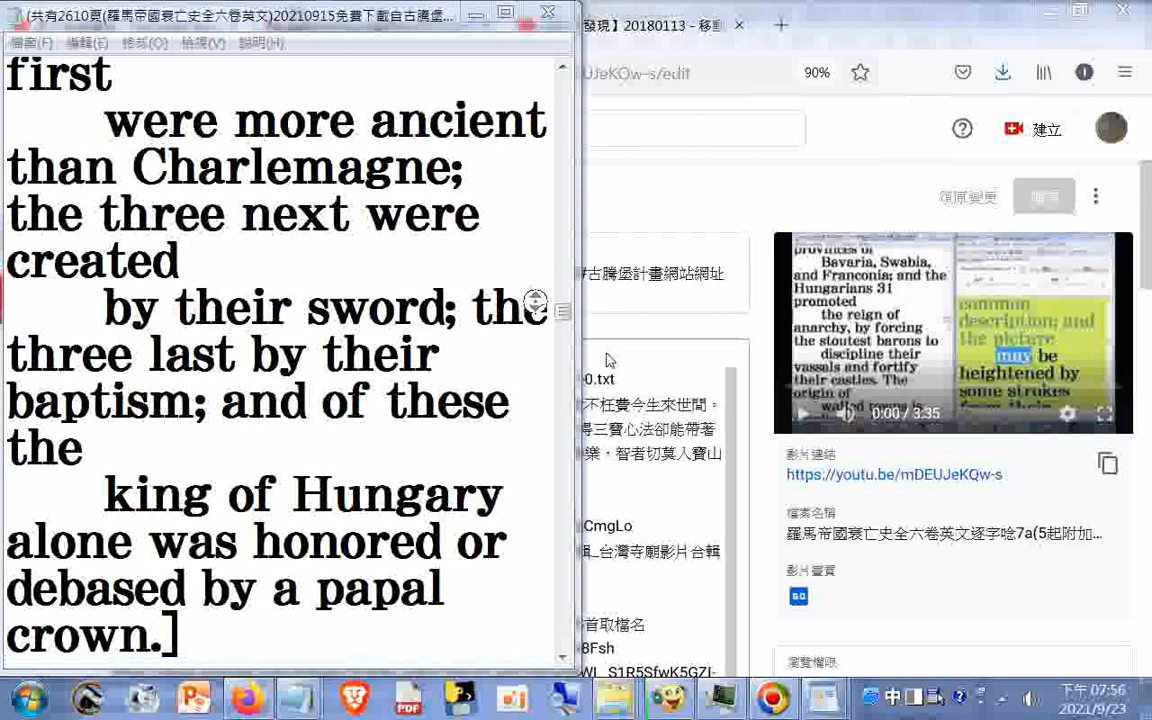 (共有2610頁(羅馬帝國衰亡史全六卷英文)20210915免費下載自古騰堡...
檔案(F) 編輯(E) 格式(O) 檢視(V) 說明(H)
first
were more ancient
than Charlemagne;
the three next were
created
by their sword; the
three last by their
baptism; and of these
the
king of Hungary
alone was honored or
debased by a papal
crown.]
發現】20180113 - 移動
UJeKQw-s/edit
90%
建立
復原變更
#古騰堡計畫網站網址
-0.txt
不枉費今生來世間。
得三寶心法卻能帶著
樂，智者切莫入寶山
CmgLo
_台灣寺廟影片合輯
首取檔名
8Fsh
WI_S1R5SfwK5GZI-
provinces of
Bavaria, Swabia,
and Franconia; and the
Hungarians 31
promoted
the reign of
anarchy, by forcing
the stoutest barons to
discipline their
vassals and fortify
their castles. The
origin of
walled towns is
common
description; and
the picture
may be
heightened by
some strokes
0:00 / 3:35
影片連結
https://youtu.be/mDEUJeKQw-s
檔案名稱
羅馬帝國衰亡史全六卷英文逐字唸7a(5起附加...
影片畫質
瀏覽權限
PDF
中
下午 07:56
2021/9/23